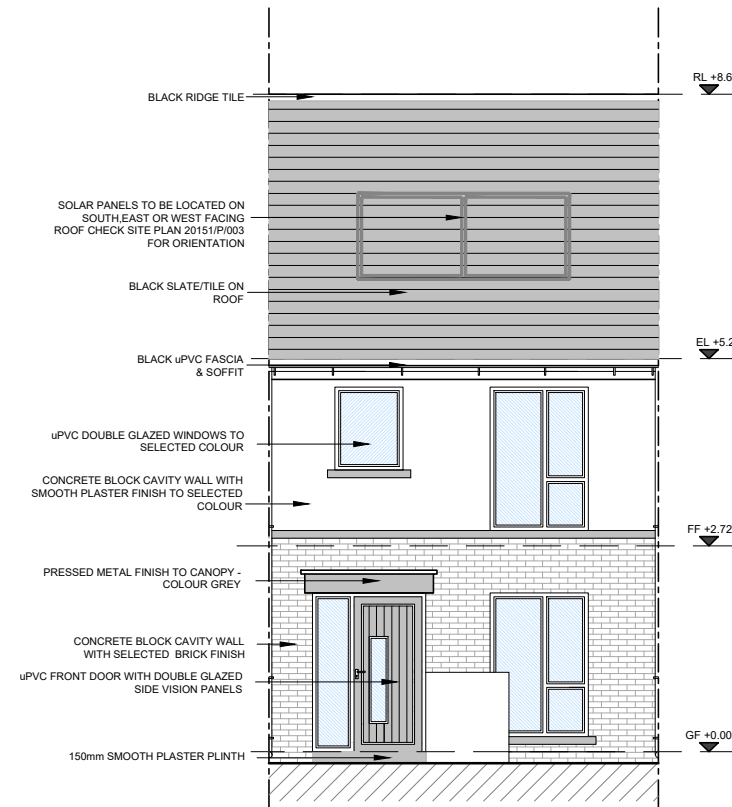 RL +8.6
BLACK RIDGE TILE
SOLAR PANELS TO BE LOCATED ON
SOUTH,EAST OR WEST FACING
ROOF CHECK SITE PLAN 20151/P/003
FOR ORIENTATION
BLACK SLATE/TILE ON
ROOF
EL +5.2
BLACK uPVC FASCIA
& SOFFIT
uPVC DOUBLE GLAZED WINDOWS TO
SELECTED COLOUR
CONCRETE BLOCK CAVITY WALL WITH
SMOOTH PLASTER FINISH TO SELECTED
COLOUR
FF +2.72
PRESSED METAL FINISH TO CANOPY -
COLOUR GREY
CONCRETE BLOCK CAVITY WALL
WITH SELECTED BRICK FINISH
uPVC FRONT DOOR WITH DOUBLE GLAZED
SIDE VISION PANELS
GF +0.00
150mm SMOOTH PLASTER PLINTH